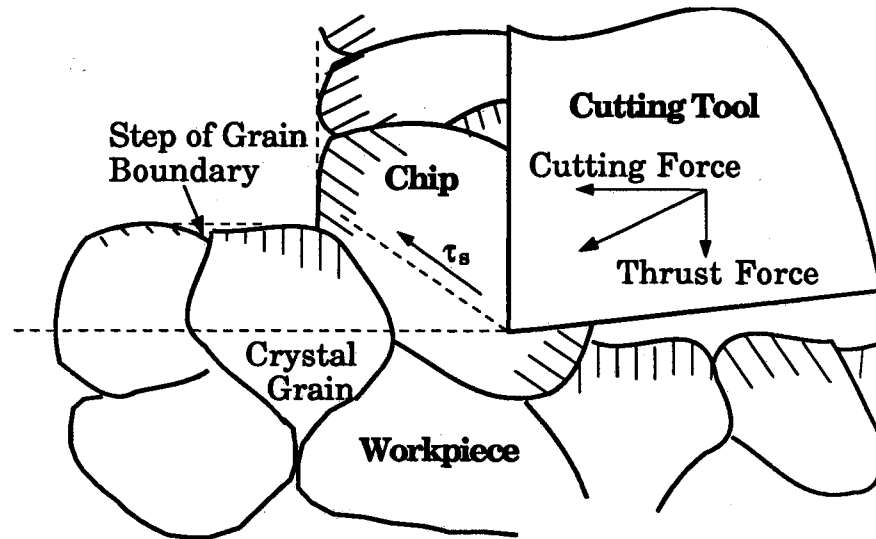 Cutting Tool
Step of Grain
Boundary
Chip
Cutting Force
τs
Thrust Force
Crystal
Grain
Workpiece